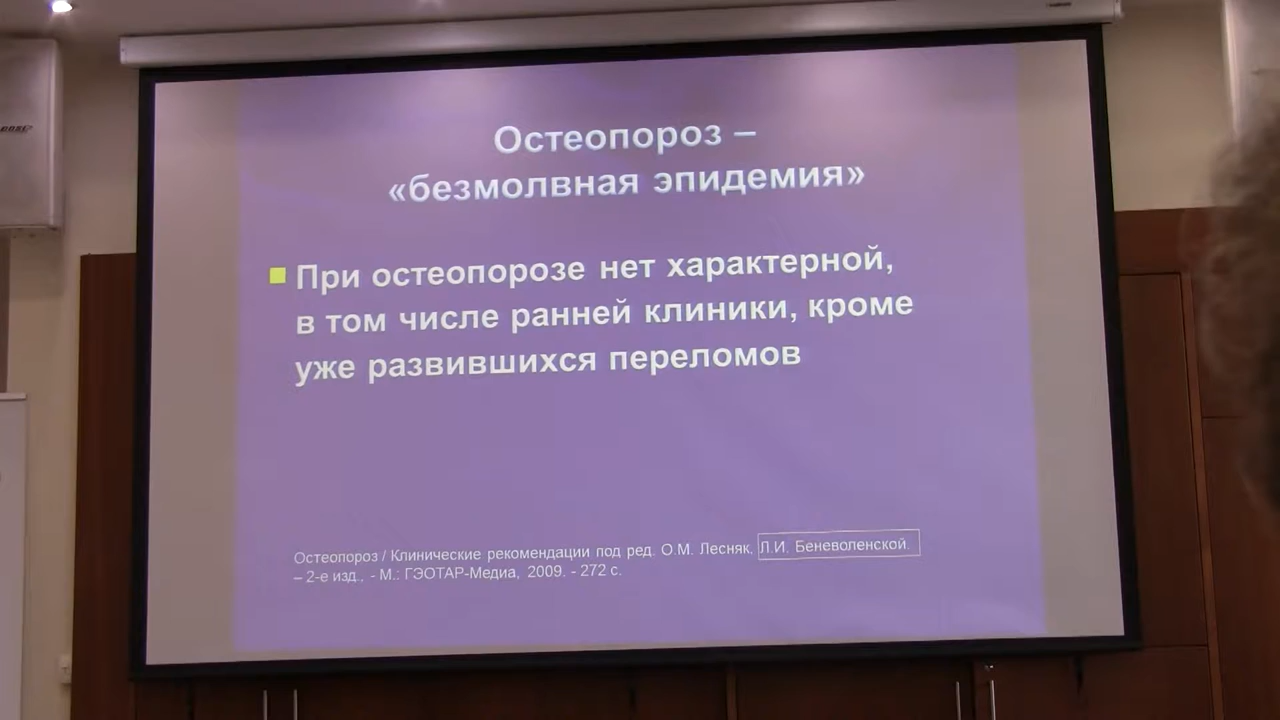 Остеопороз –
«безмолвная эпидемия»
При остеопорозе нет характерной,
в том числе ранней клиники, кроме
уже развившихся переломов
Остеопороз / Клинические рекомендации под ред. О.М. Лесняк, Л.И. Беневоленской.
– 2-е изд., - М.: ГЭОТАР-Медиа, 2009. - 272 с.
BOSE